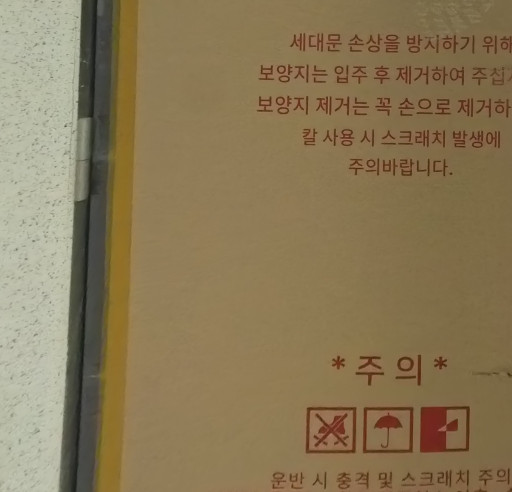 세대문 손상을 방지하기 위해
보양지는 입주 후 제거하여 주십
보양지 제거는 꼭 손으로 제거하
칼 사용 시 스크래치 발생에
주의바랍니다.
*주의*
운반 시 충격 및 스크래치 주의